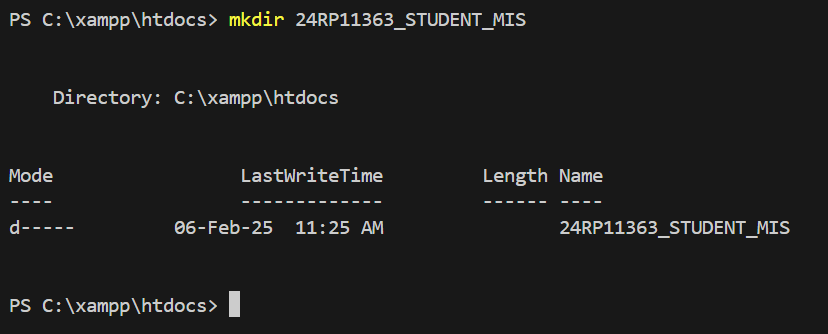 PS C:\xampp\htdocs> mkdir 24RP11363_STUDENT_MIS
Directory: C:\xampp\htdocs
Mode LastWriteTime Length Name
---- ------------- ------ ----
d----- 06-Feb-25 11:25 AM 24RP11363_STUDENT_MIS
PS C:\xampp\htdocs>